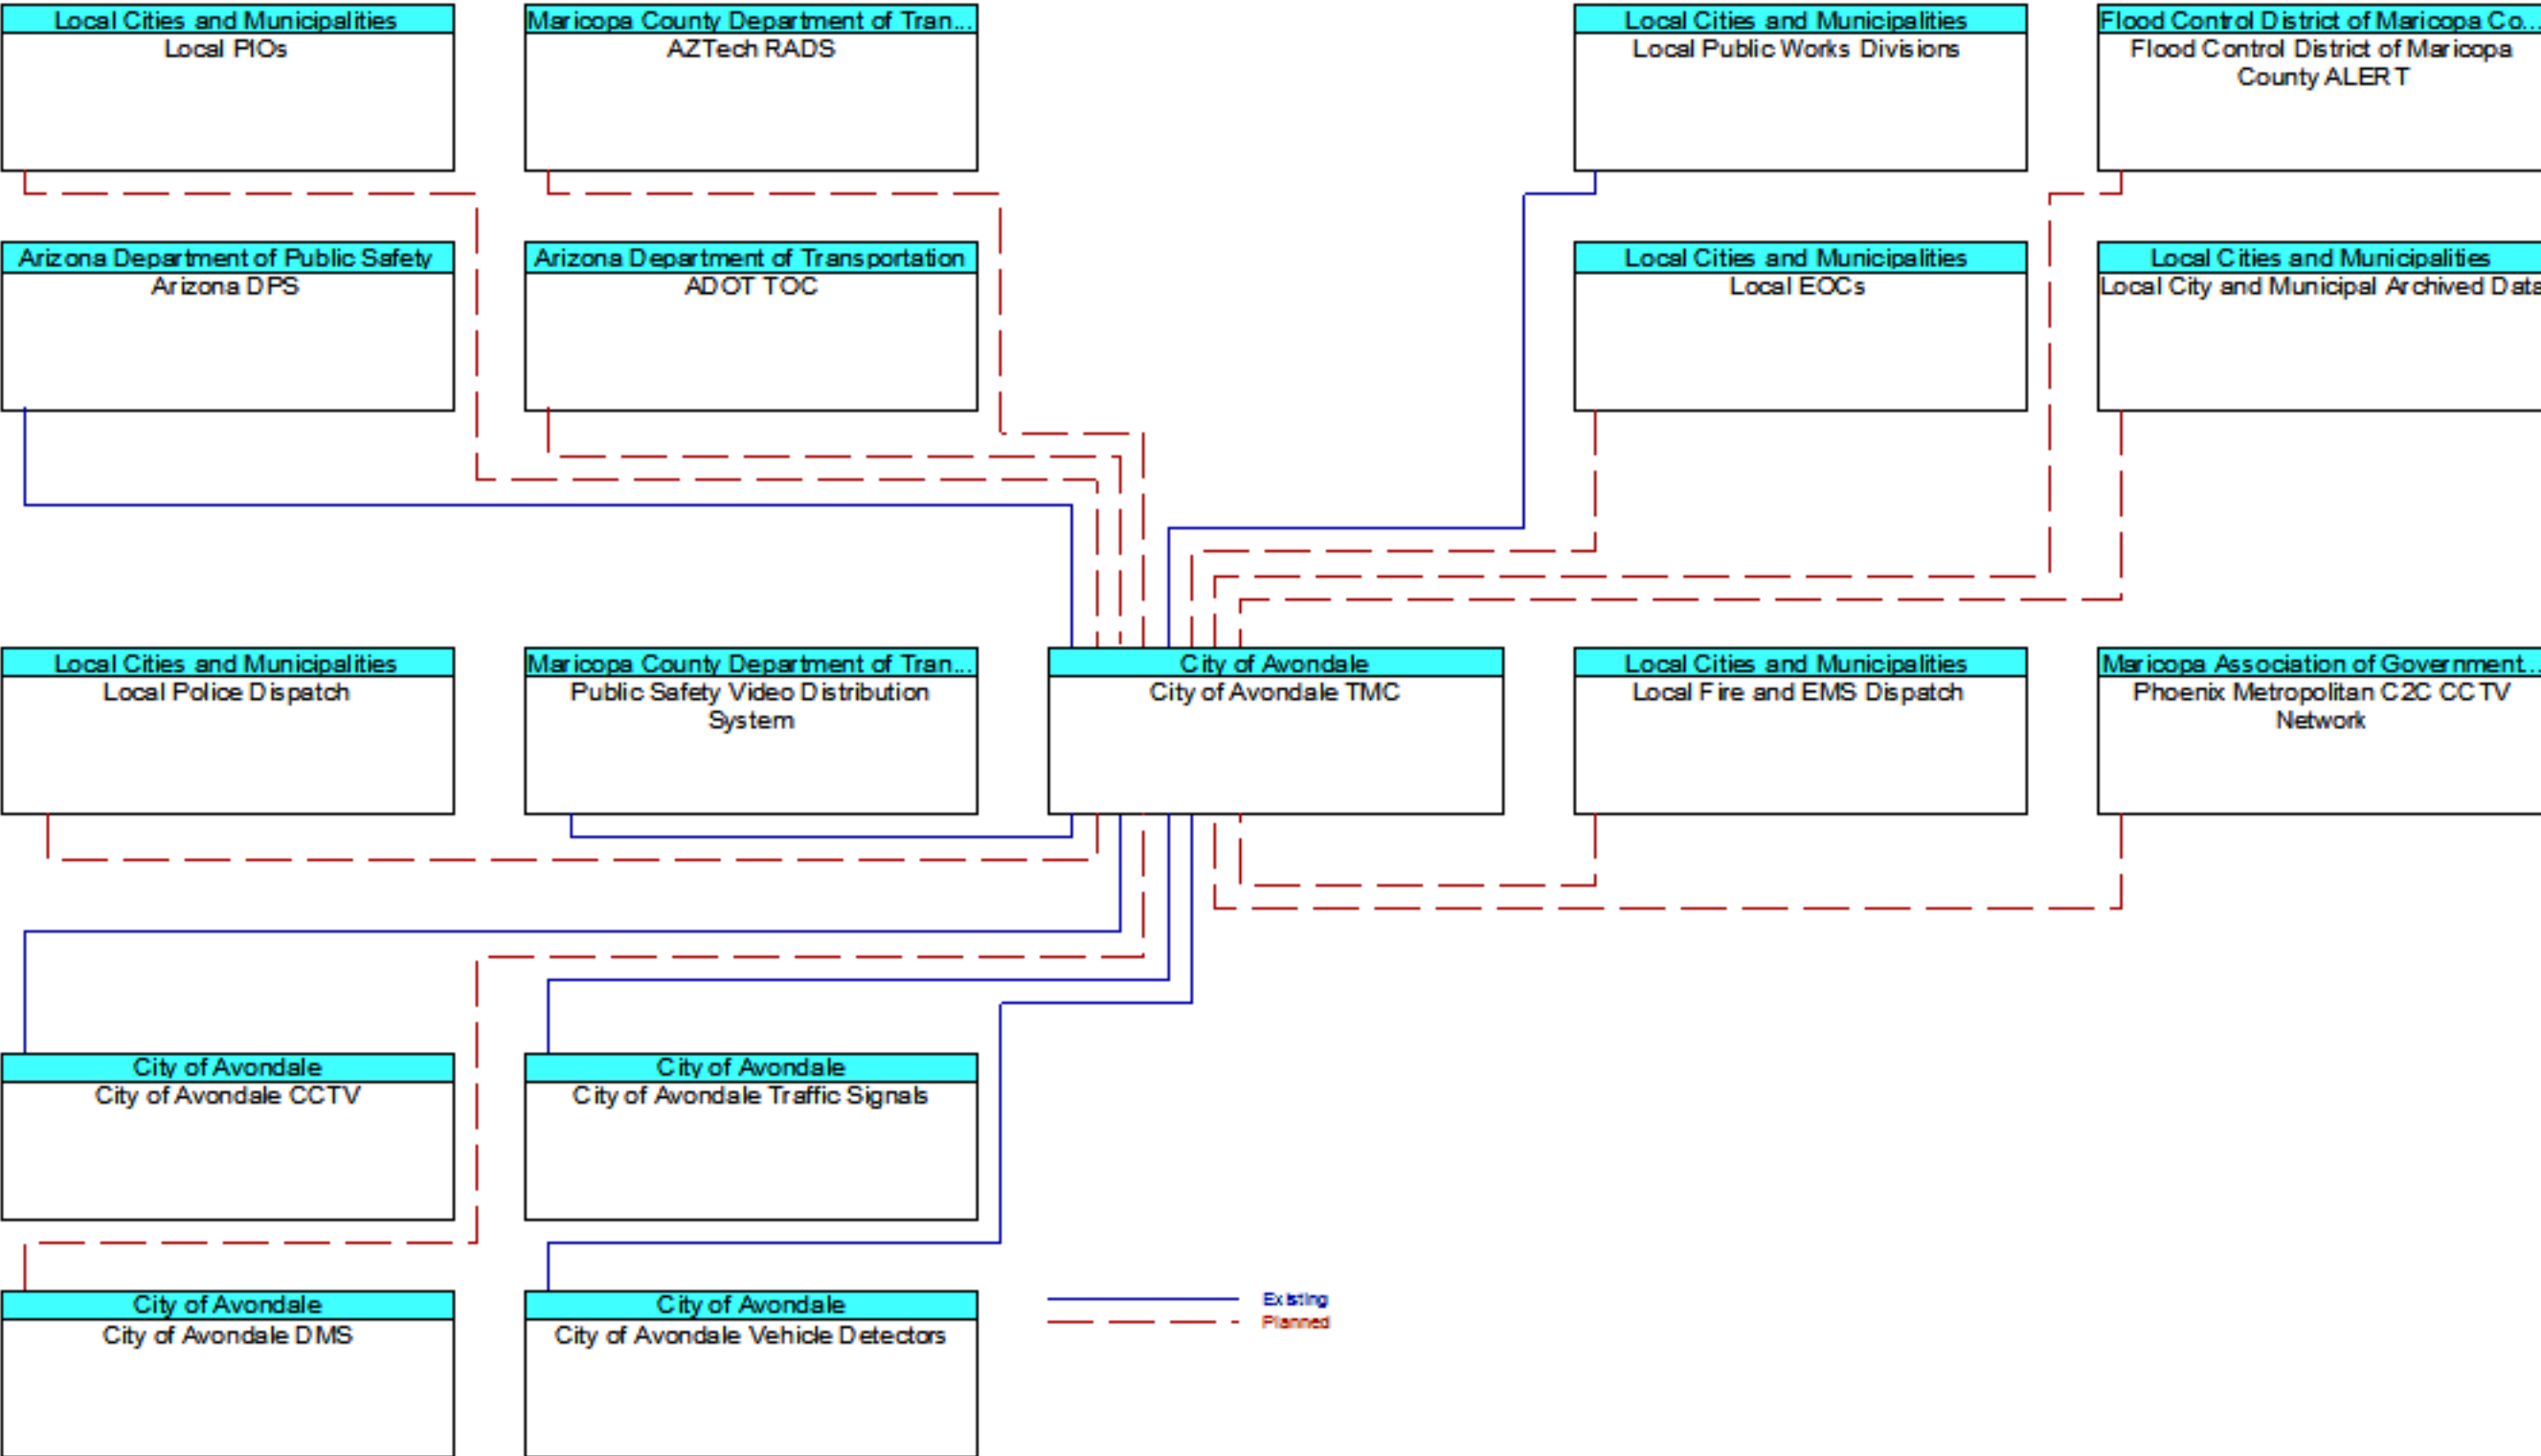 Local Cities and Municipalities
Local PIOs
Maricopa County Department of Tran...
AZTech RADS
Local Cities and Municipalities
Local Public Works Divisions
Flood Control District of Maricopa Co...
Flood Control District of Maricopa
County ALERT
Arizona Department of Public Safety
Arizona DPS
Arizona Department of Transportation
ADOT TOC
Local Cities and Municipalities
Local EOCs
Local Cities and Municipalities
Local City and Municipal Archived Data
Local Cities and Municipalities
Local Police Dispatch
Maricopa County Department of Tran...
Public Safety Video Distribution
System
City of Avondale
City of Avondale TMC
Local Cities and Municipalities
Local Fire and EMS Dispatch
Maricopa Association of Government...
Phoenix Metropolitan C2C CCTV
Network
City of Avondale
City of Avondale CCTV
City of Avondale
City of Avondale Traffic Signals
City of Avondale
City of Avondale DMS
City of Avondale
City of Avondale Vehicle Detectors
Existing
Planned